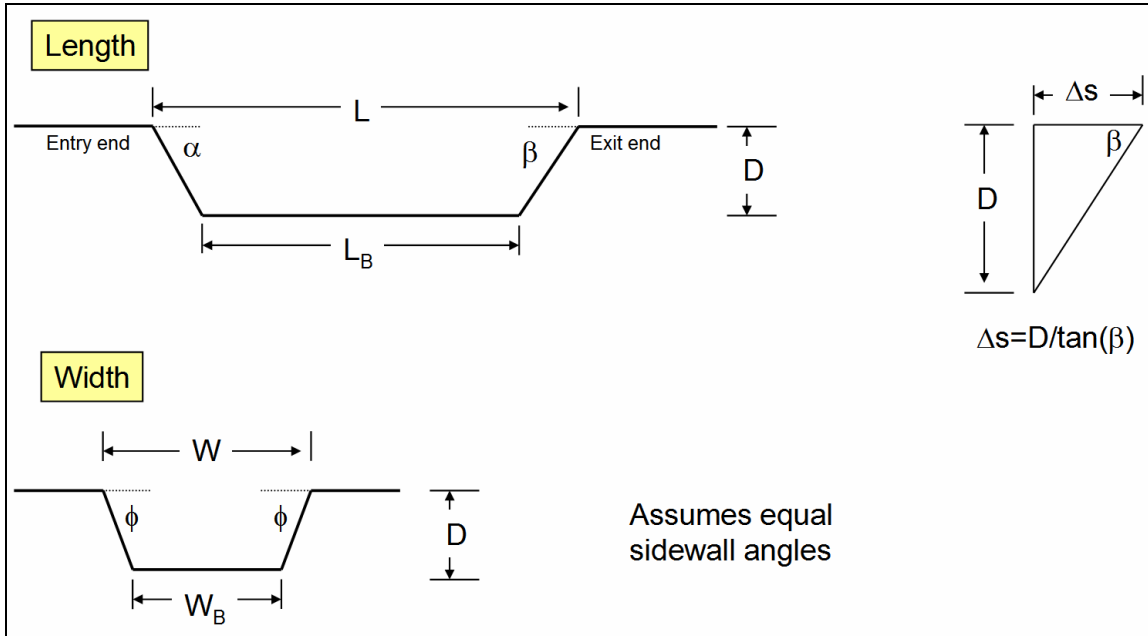 Length
L
Δs
Entry end
α
β
Exit end
D
β
D
L_B
Δs=D/tan(β)
Width
W
ϕ
ϕ
D
Assumes equal
sidewall angles
W_B